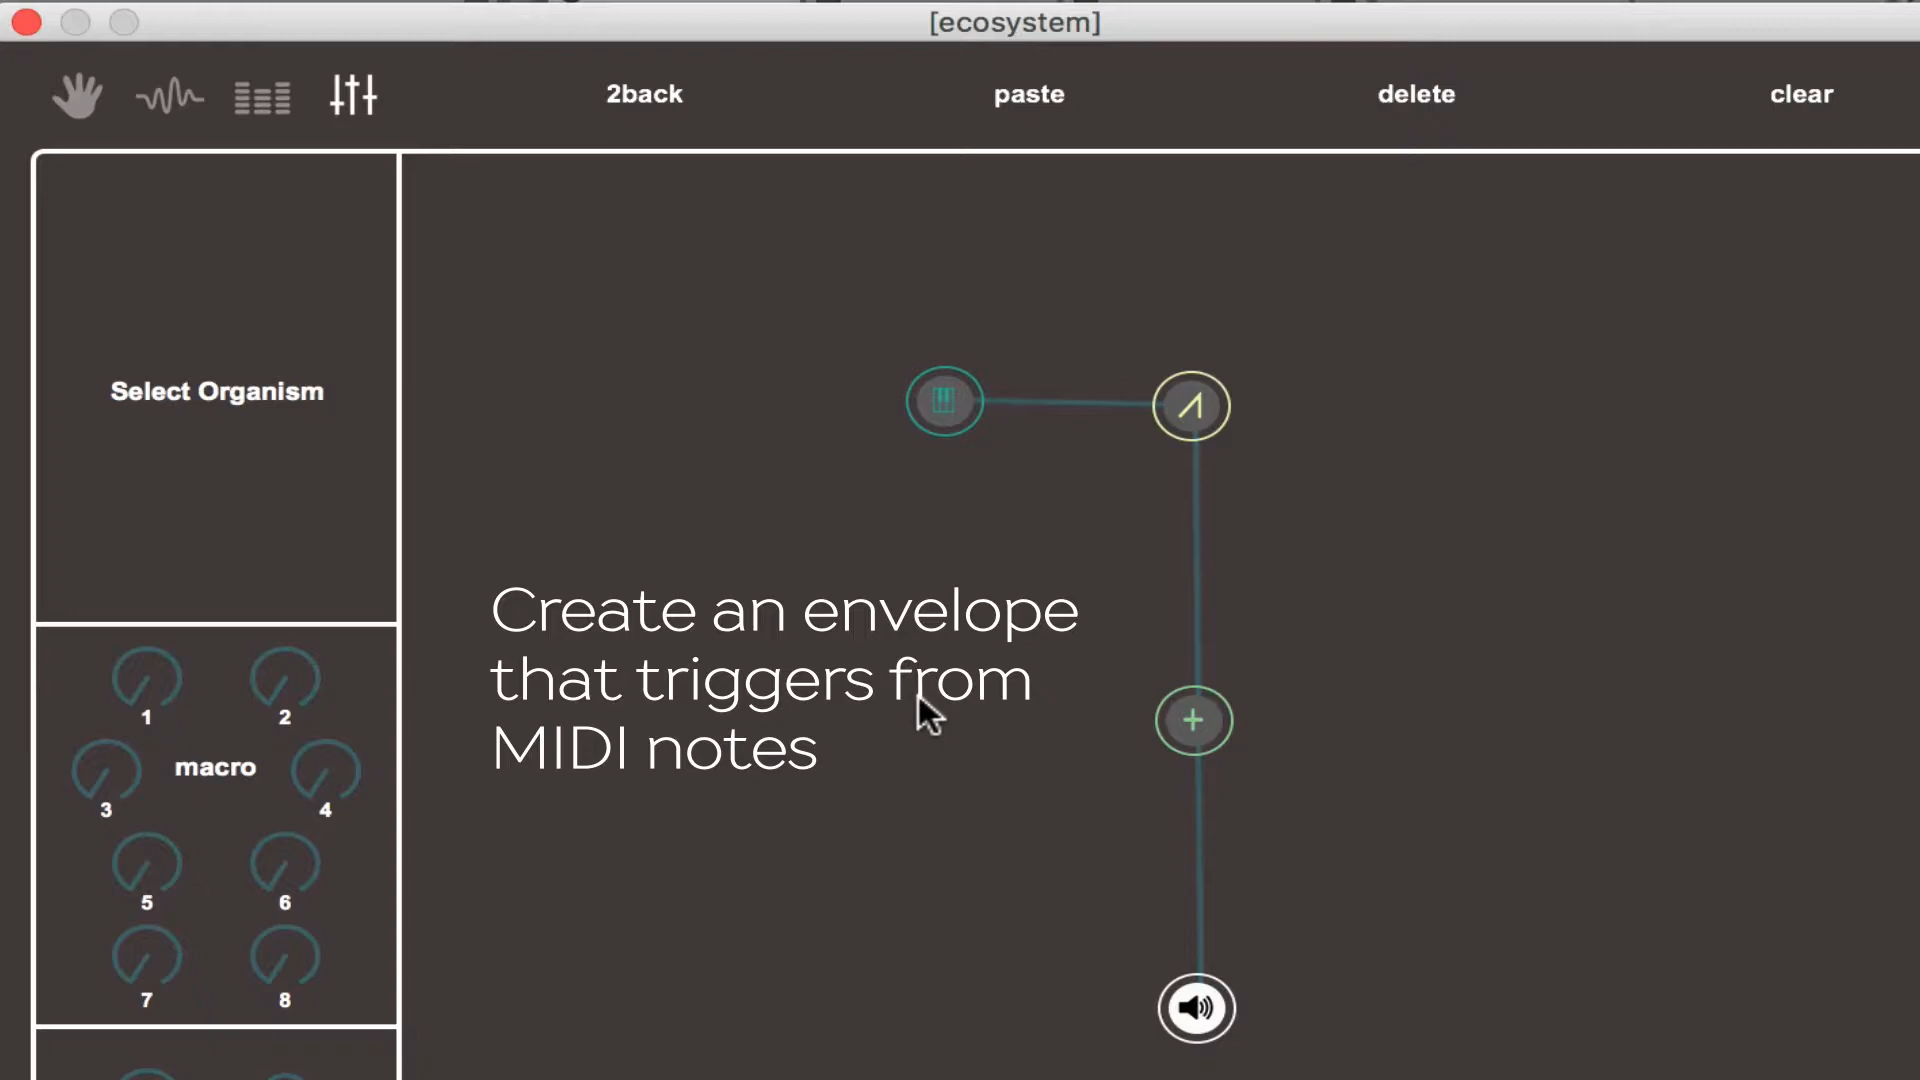 [ecosystem]
2back
paste
delete
clear
Select Organism
Create an envelope
that triggers from
MIDI notes
1
2
macro
3
4
5
6
7
8